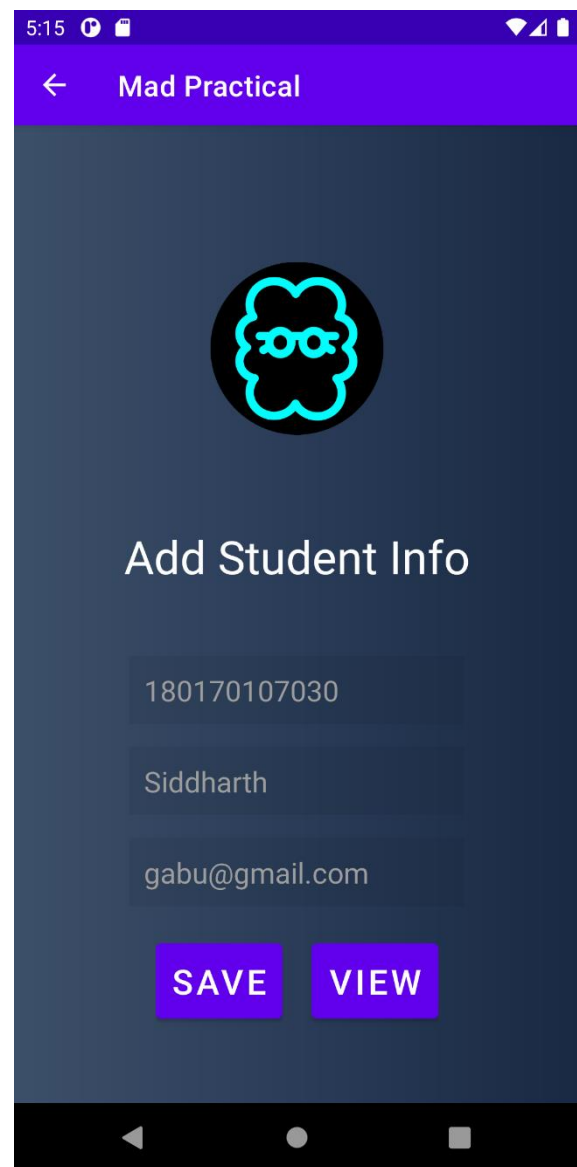 5:15
Mad Practical
Add Student Info
180170107030
Siddharth
gabu@gmail.com
SAVE VIEW